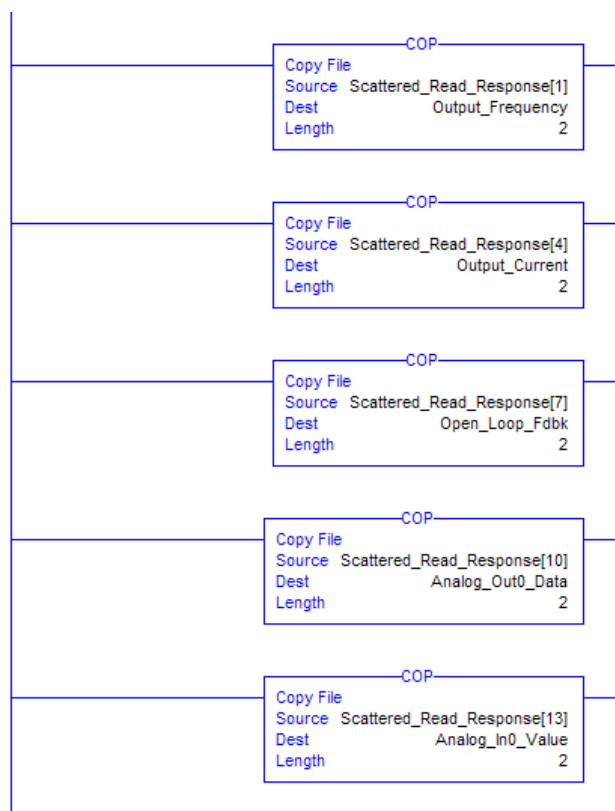 COP
Copy File
Source Scattered_Read_Response[1]
Dest Output_Frequency
Length 2
COP
Copy File
Source Scattered_Read_Response[4]
Dest Output_Current
Length 2
COP
Copy File
Source Scattered_Read_Response[7]
Dest Open_Loop_Fdbk
Length 2
COP
Copy File
Source Scattered_Read_Response[10]
Dest Analog_Out0_Data
Length 2
COP
Copy File
Source Scattered_Read_Response[13]
Dest Analog_In0_Value
Length 2